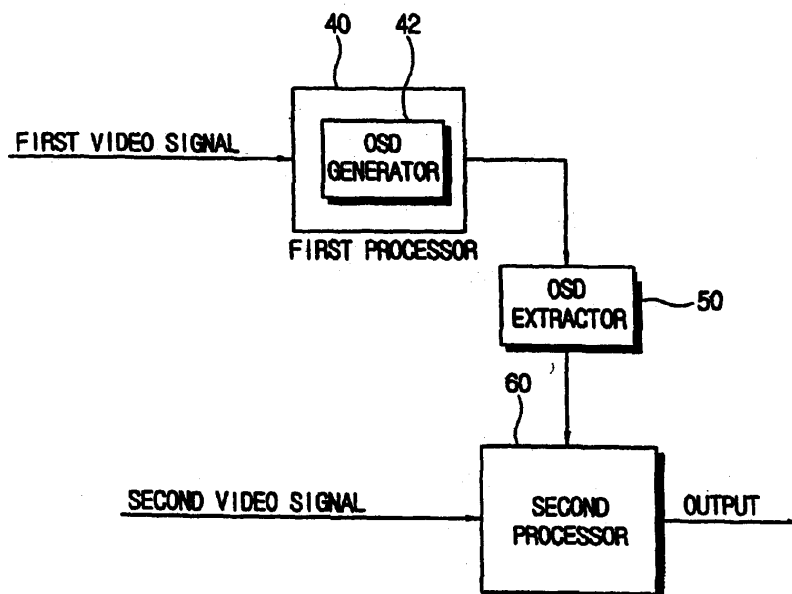 40
42
FIRST VIDEO SIGNAL
OSD
GENERATOR
FIRST PROCESSOR
OSD
EXTRACTOR
50
60
SECOND VIDEO SIGNAL
SECOND
PROCESSOR
OUTPUT